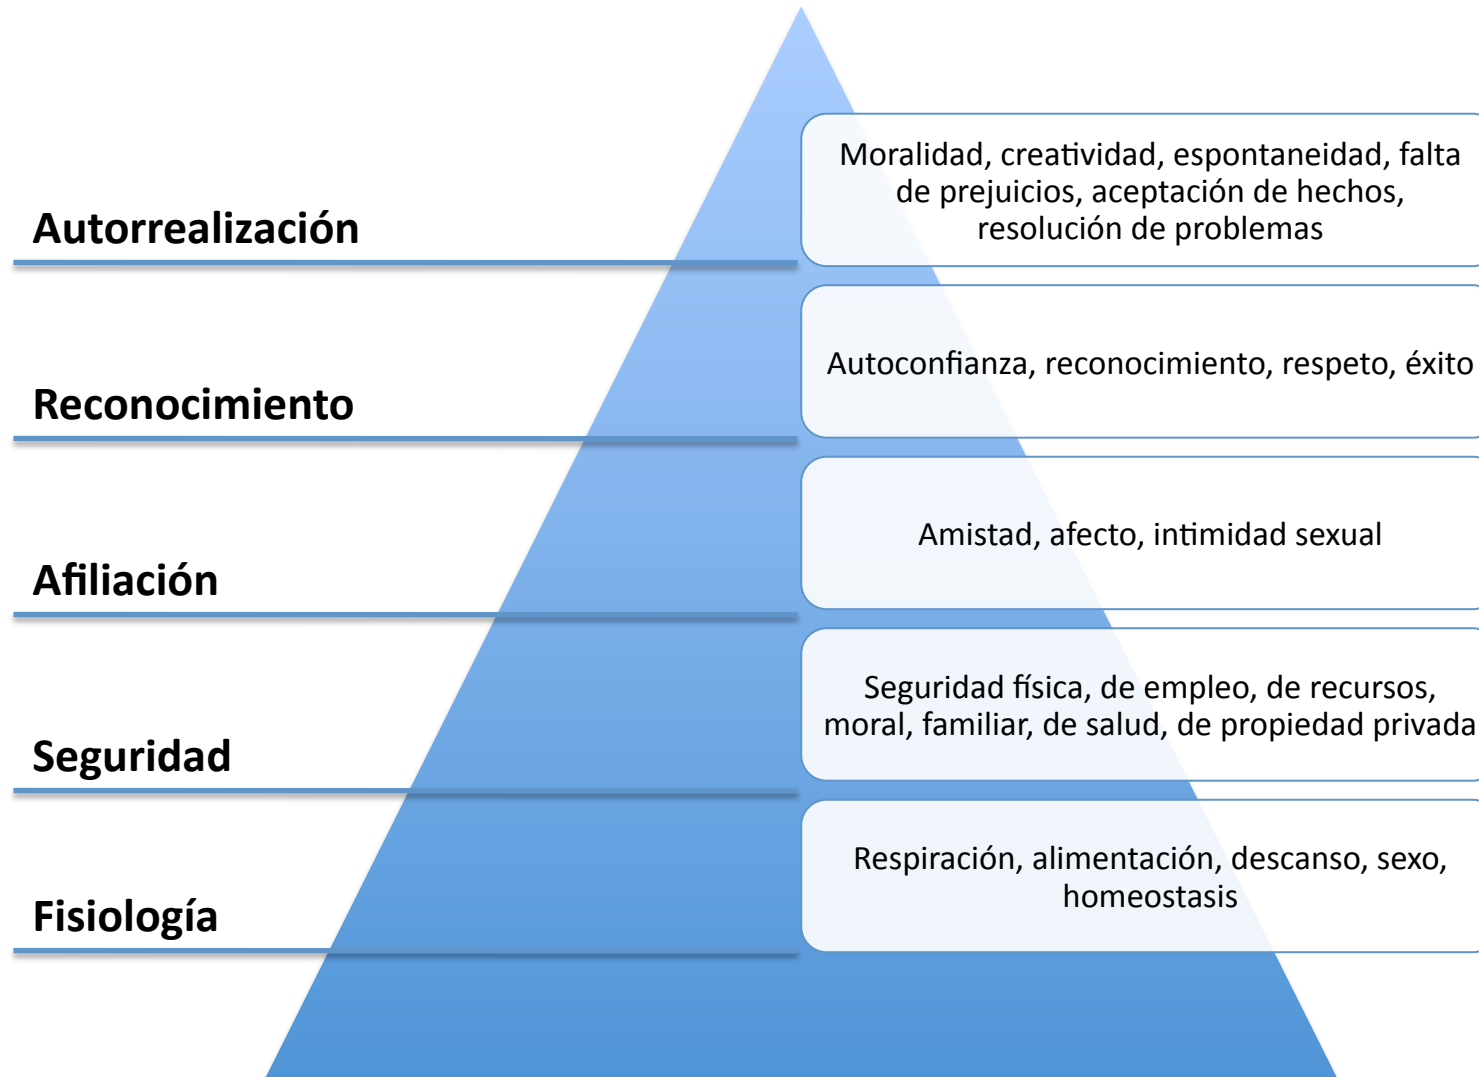 Moralidad, creatividad, espontaneidad, falta
de prejuicios, aceptación de hechos,
resolución de problemas
Autorrealización
Autoconfianza, reconocimiento, respeto, éxito
Reconocimiento
Amistad, afecto, intimidad sexual
Afiliación
Seguridad física, de empleo, de recursos,
moral, familiar, de salud, de propiedad privada
Seguridad
Respiración, alimentación, descanso, sexo,
homeostasis
Fisiología